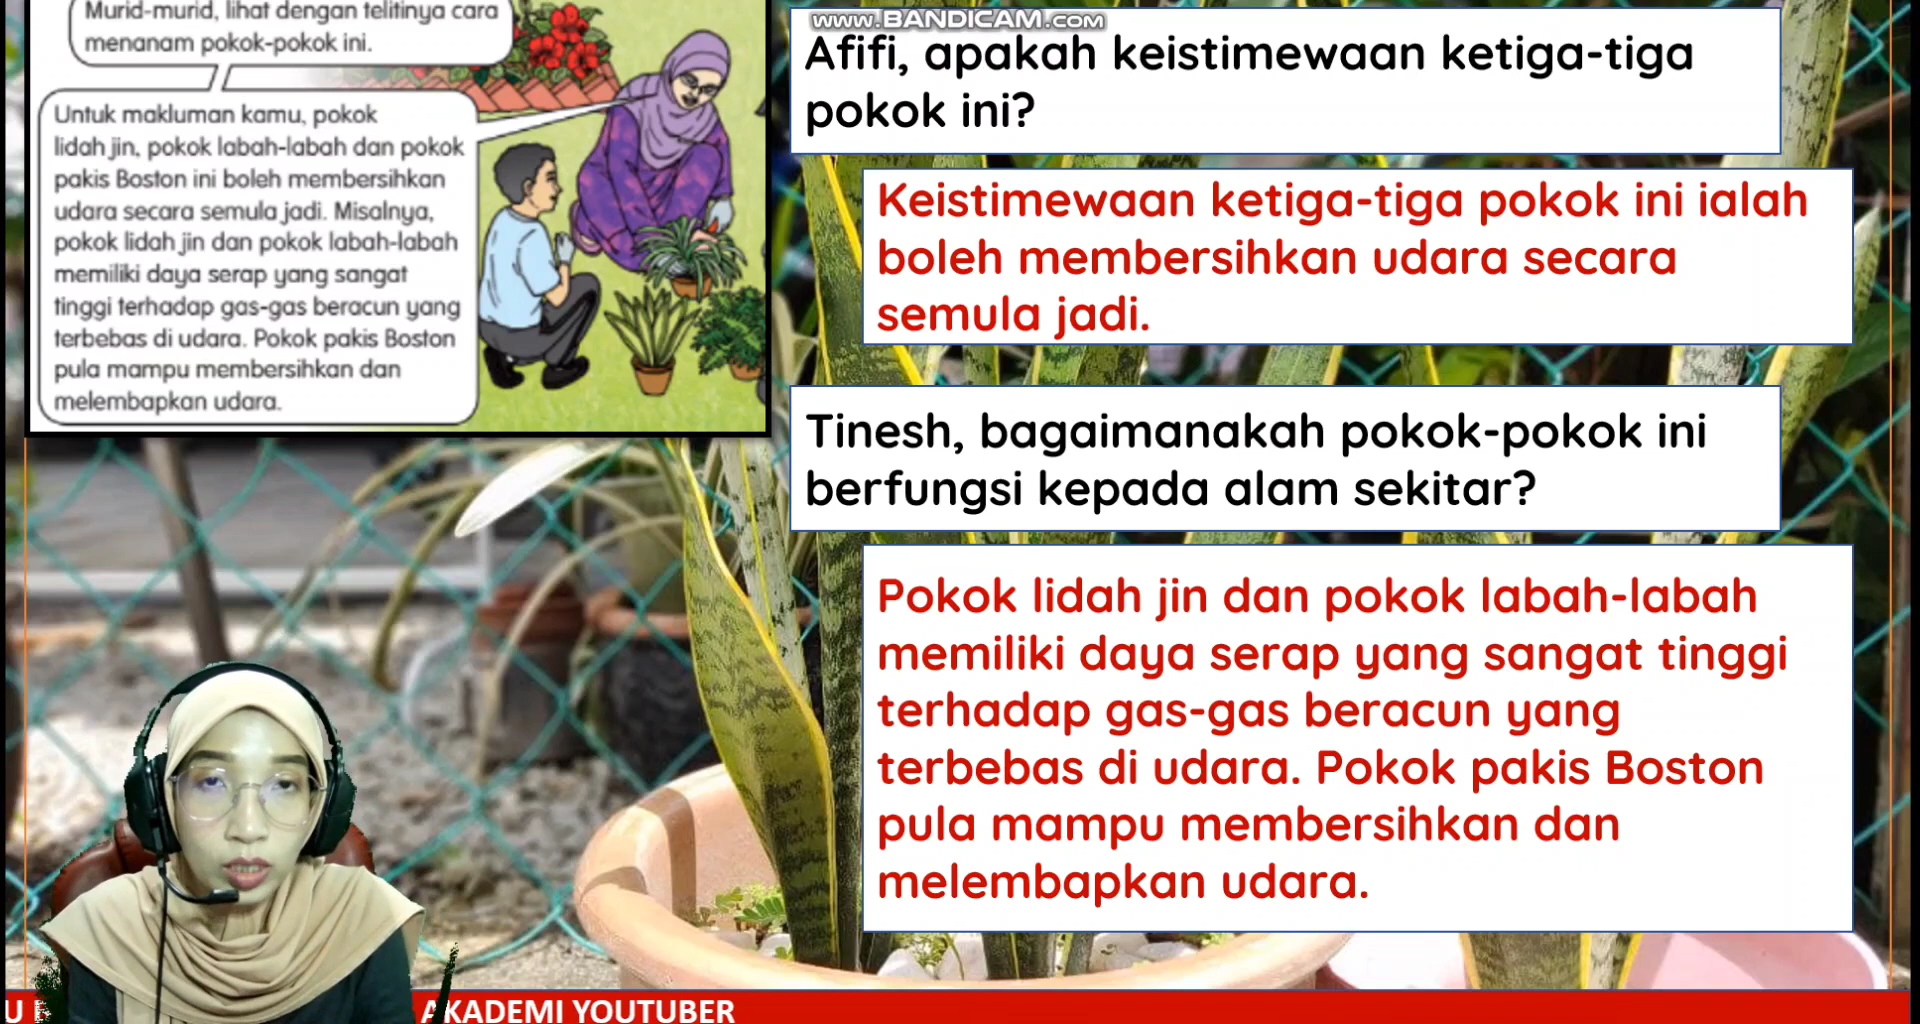 Murid-murid, lihat dengan telitinya cara
menanam pokok-pokok ini.
Untuk makluman kamu, pokok
lidah jin, pokok labah-labah dan pokok
pakis Boston ini boleh membersihkan
udara secara semula jadi. Misalnya,
pokok lidah jin dan pokok labah-labah
memiliki daya serap yang sangat
tinggi terhadap gas-gas beracun yang
terbebas di udara. Pokok pakis Boston
pula mampu membersihkan dan
melembapkan udara.
www.BANDICAM.com
Afifi, apakah keistimewaan ketiga-tiga
pokok ini?
Keistimewaan ketiga-tiga pokok ini ialah
boleh membersihkan udara secara
semula jadi.
Tinesh, bagaimanakah pokok-pokok ini
berfungsi kepada alam sekitar?
Pokok lidah jin dan pokok labah-labah
memiliki daya serap yang sangat tinggi
terhadap gas-gas beracun yang
terbebas di udara. Pokok pakis Boston
pula mampu membersihkan dan
melembapkan udara.
AKADEMI YOUTUBER